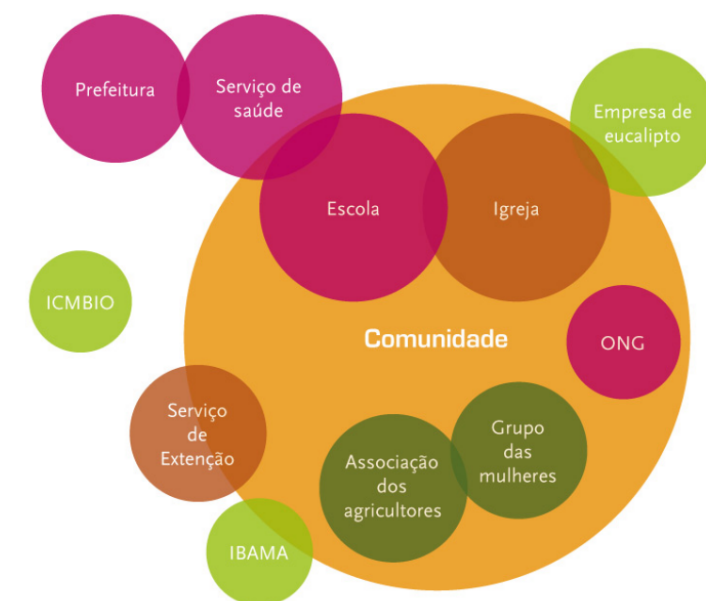 Prefeitura
Serviço de
saúde
Empresa de
eucalipto
Escola
Igreja
ICMBIO
Comunidade
ONG
Serviço
de
Extenção
Grupo
das
mulheres
Associação
dos
agricultores
IBAMA